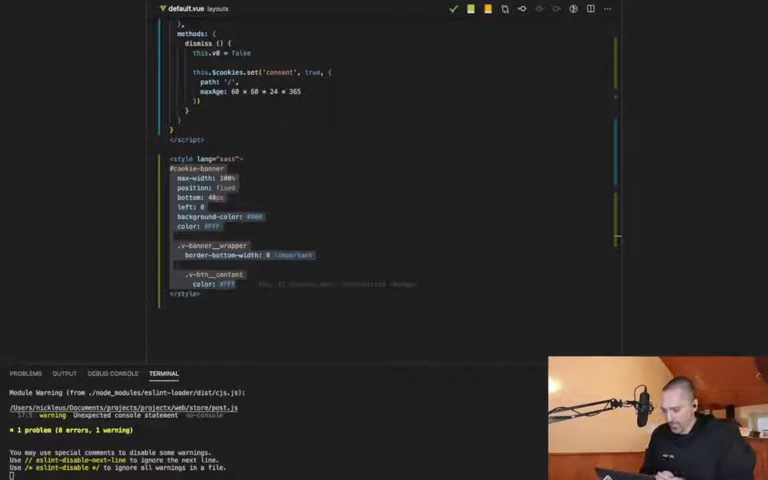 default.vue layouts
},
methods: {
dismiss () {
this.v0 = false
this.$cookies.set('consent', true, {
path: '/',
maxAge: 60 * 60 * 24 * 365
})
}
}
}
</script>
<style lang="sass">
#cookie-banner
max-width: 100%
position: fixed
bottom: 40px
left: 0
background-color: #000
color: #FFF
.v-banner__wrapper
border-bottom-width: 0 !important
.v-btn__content
color: #FFF
</style>
PROBLEMS OUTPUT DEBUG CONSOLE TERMINAL
Module Warning (from ./node_modules/eslint-loader/dist/cjs.js):
/Users/nickleus/Documents/projects/projectx/web/store/post.js
17:5 warning Unexpected console statement no-console
* 1 problem (0 errors, 1 warning)
You may use special comments to disable some warnings.
Use // eslint-disable-next-line to ignore the next line.
Use /* eslint-disable */ to ignore all warnings in a file.